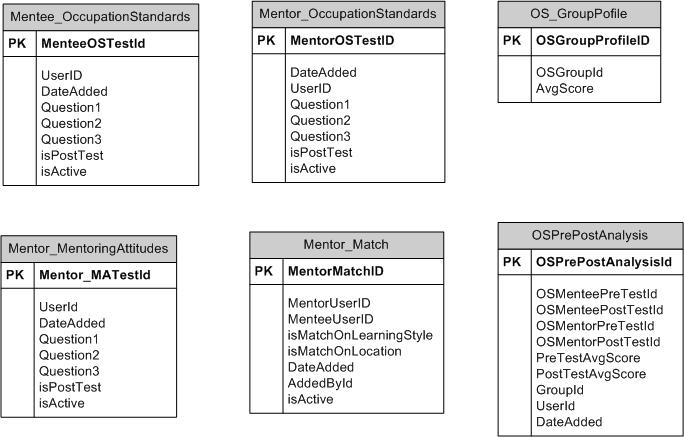 Mentee_OccupationStandards
PK MenteeOSTestId
UserID
DateAdded
Question1
Question2
Question3
isPostTest
isActive
Mentor_OccupationStandards
PK MentorOSTestID
DateAdded
UserID
Question1
Question2
Question3
isPostTest
isActive
OS_GroupPofile
PK OSGroupProfileID
OSGroupId
AvgScore
Mentor_MentoringAttitudes
PK Mentor_MATestId
UserId
DateAdded
Question1
Question2
Question3
isPostTest
isActive
Mentor_Match
PK MentorMatchID
MentorUserID
MenteeUserID
isMatchOnLearningStyle
isMatchOnLocation
DateAdded
AddedById
isActive
OSPrePostAnalysis
PK OSPrePostAnalysisId
OSMenteePreTestId
OSMenteePostTestId
OSMentorPreTestId
OSMentorPostTestId
PreTestAvgScore
PostTestAvgScore
GroupId
UserId
DateAdded